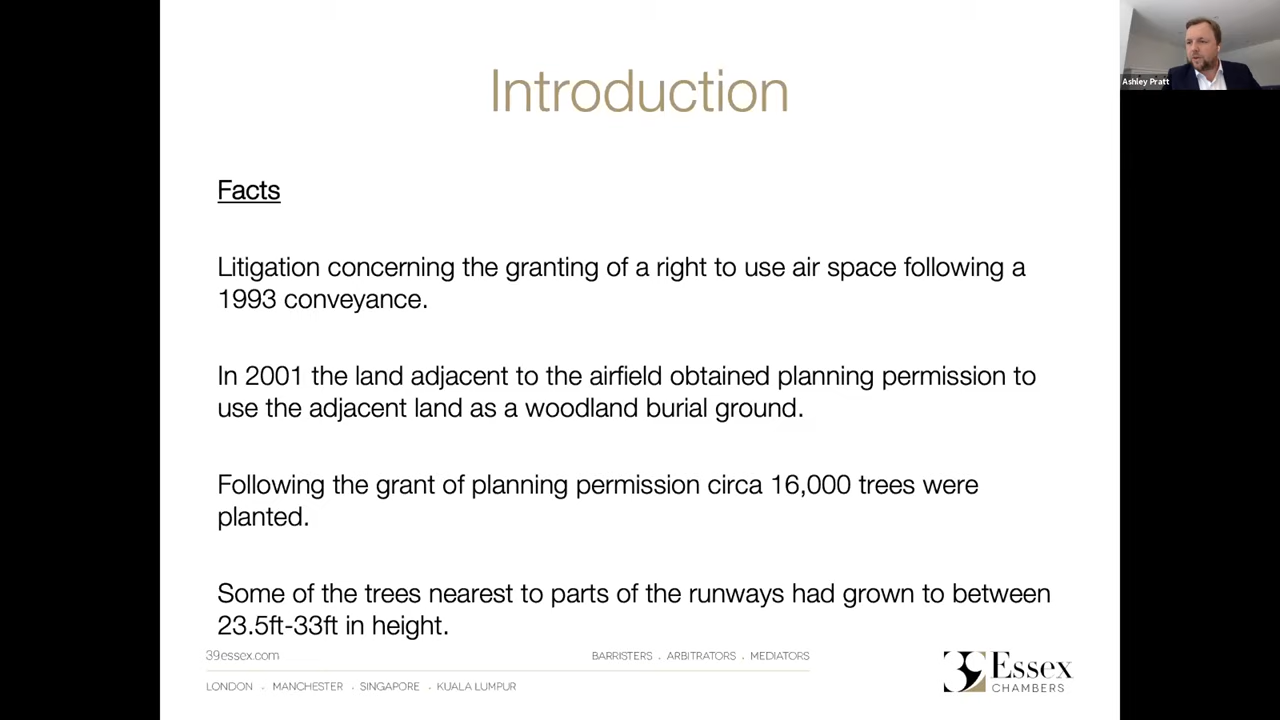 Introduction
Ashley Pratt
Facts
Litigation concerning the granting of a right to use air space following a
1993 conveyance.
In 2001 the land adjacent to the airfield obtained planning permission to
use the adjacent land as a woodland burial ground.
Following the grant of planning permission circa 16,000 trees were
planted.
Some of the trees nearest to parts of the runways had grown to between
23.5ft-33ft in height.
39essex.com
BARRISTERS . ARBITRATORS . MEDIATORS
LONDON . MANCHESTER . SINGAPORE . KUALA LUMPUR
39 Essex
CHAMBERS